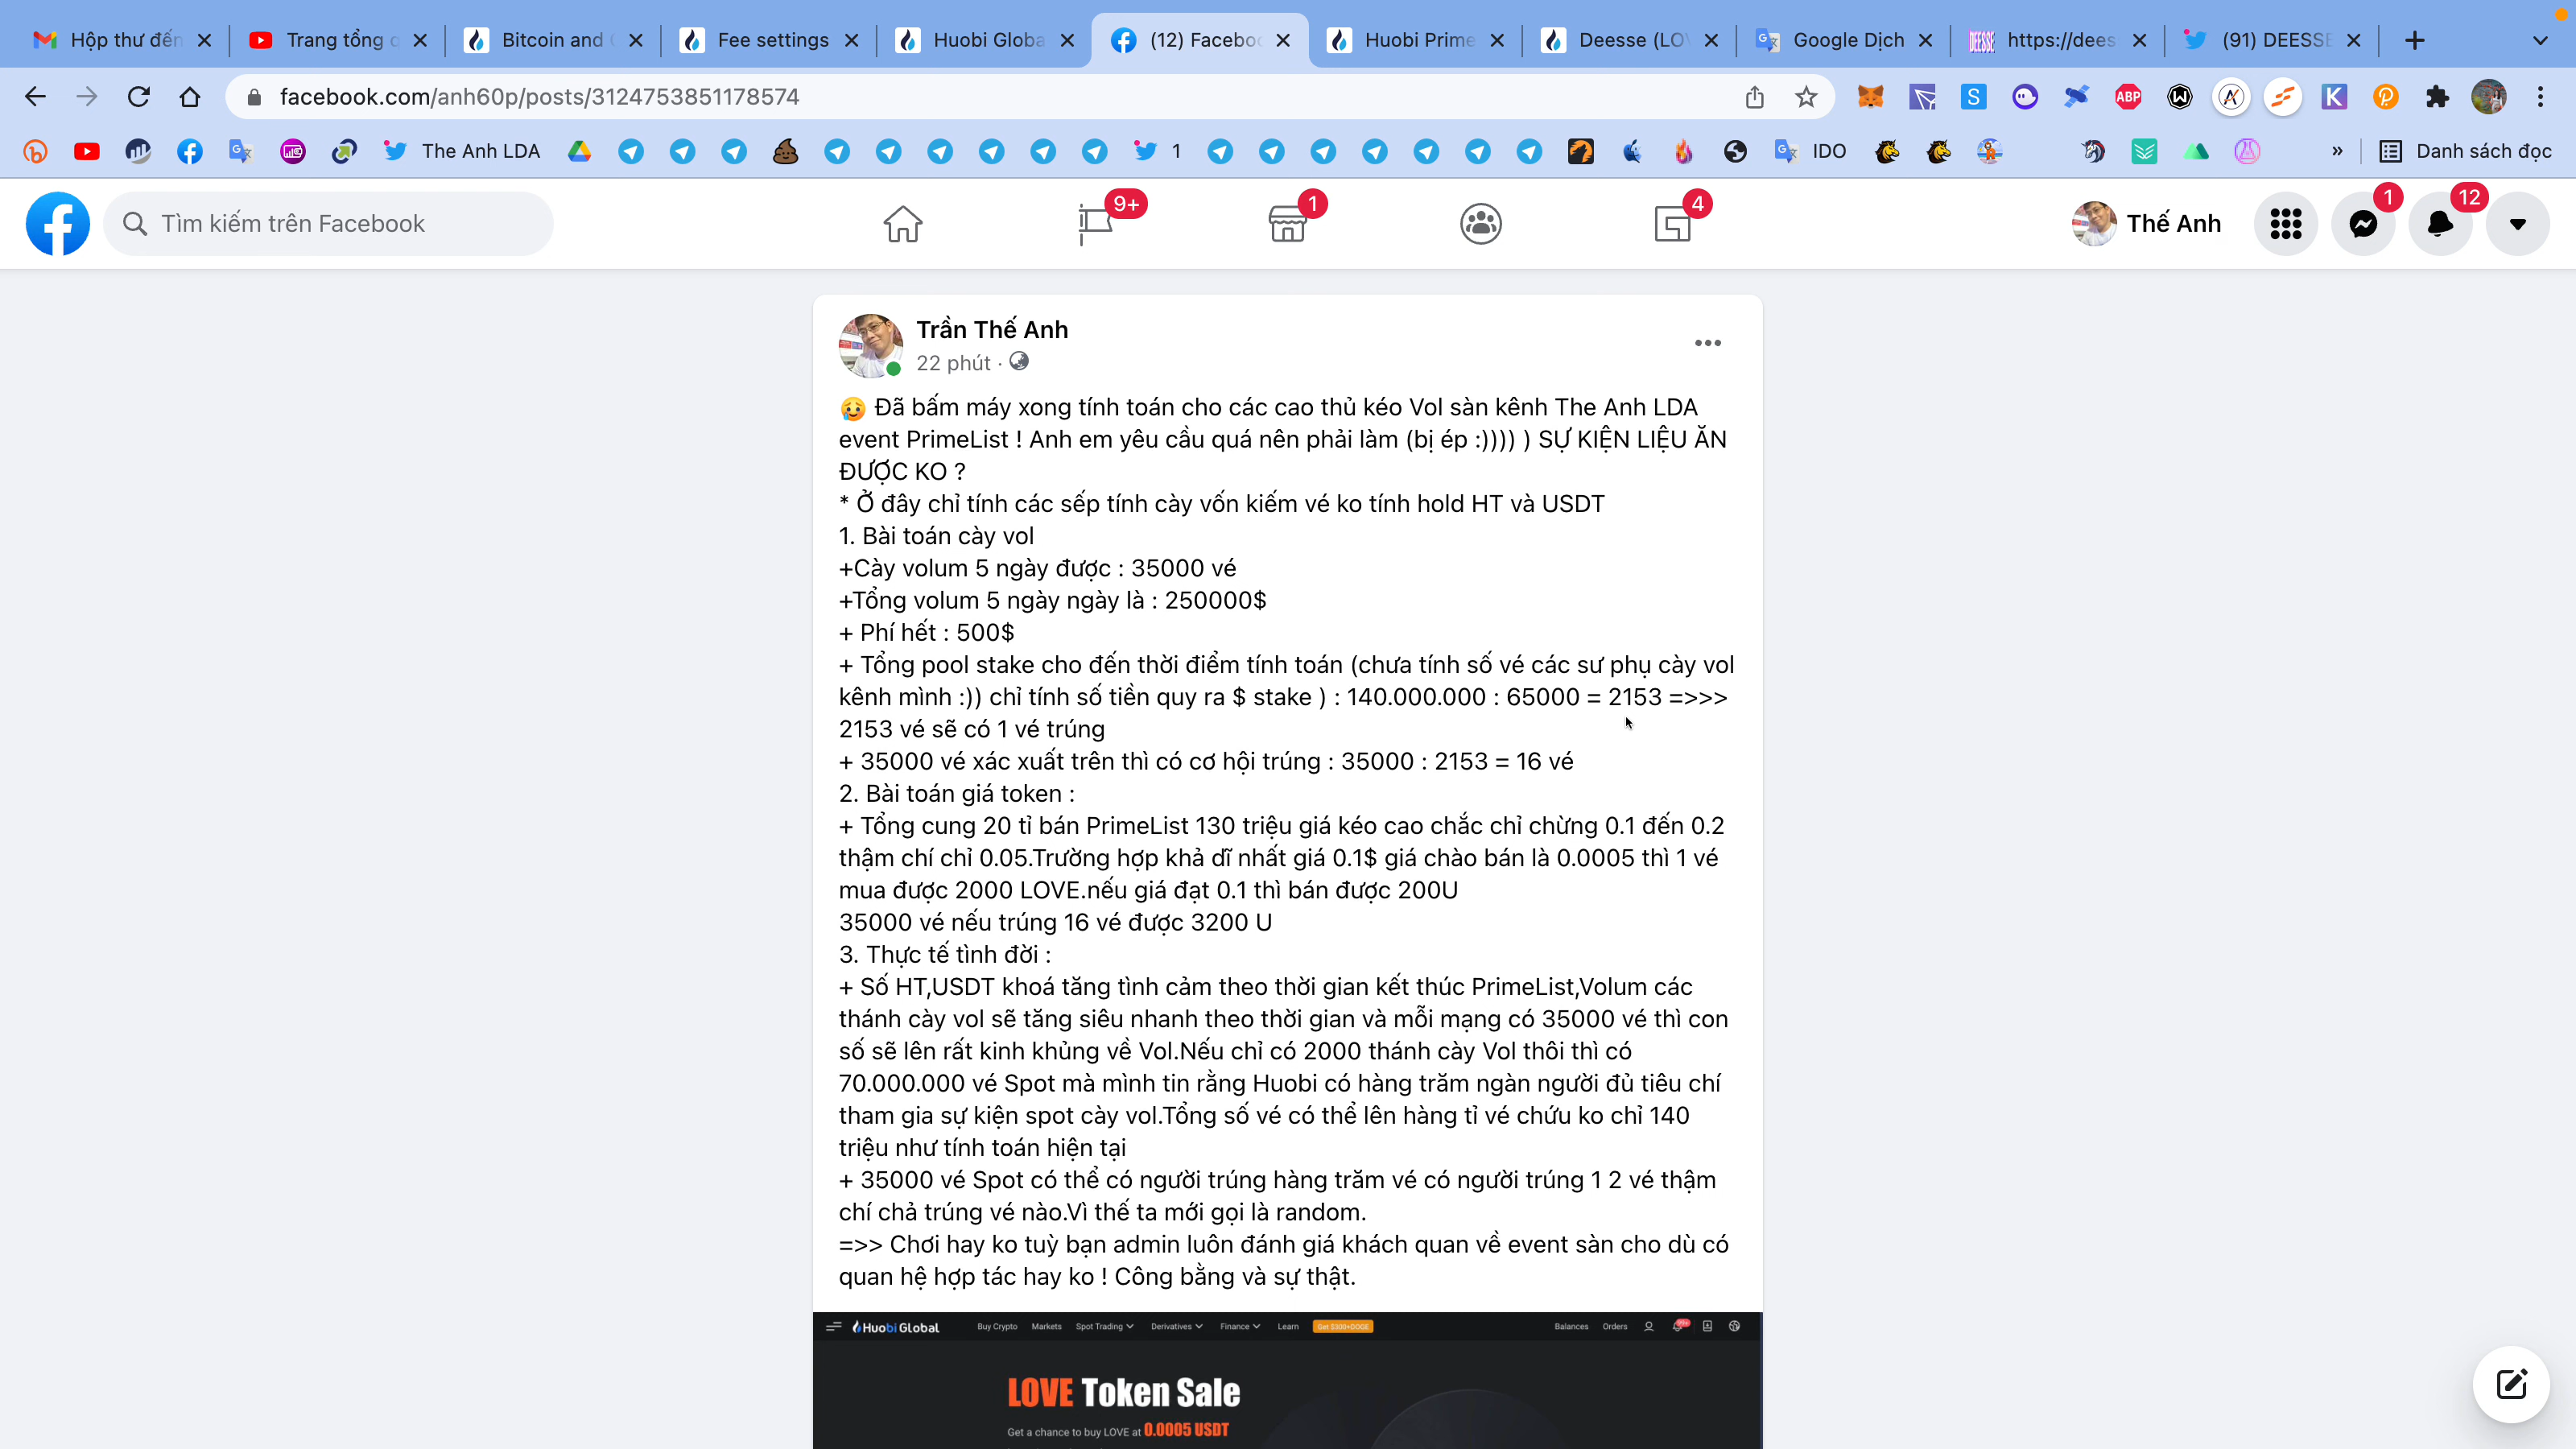 Hộp thư đến
Trang tổng q
Bitcoin and
Fee settings
Huobi Globa
(12) Faceboo
Huobi Prime
Deesse (LO
Google Dịch
https://dees
(91) DEESSE
facebook.com/anh60p/posts/3124753851178574
S
ABP
K
The Anh LDA
1
IDO
»
Danh sách đọc
Tìm kiếm trên Facebook
9+
1
4
Thế Anh
1
12
Trần Thế Anh
22 phút ·
Đã bấm máy xong tính toán cho các cao thủ kéo Vol sàn kênh The Anh LDA
event PrimeList ! Anh em yêu cầu quá nên phải làm (bị ép :)))) ) SỰ KIỆN LIỆU ĂN
ĐƯỢC KO ?
* Ở đây chỉ tính các sếp tính cày vốn kiếm vé ko tính hold HT và USDT
1. Bài toán cày vol
+Cày volum 5 ngày được : 35000 vé
+Tổng volum 5 ngày ngày là : 250000$
+ Phí hết : 500$
+ Tổng pool stake cho đến thời điểm tính toán (chưa tính số vé các sư phụ cày vol
kênh mình :)) chỉ tính số tiền quy ra $ stake ) : 140.000.000 : 65000 = 2153 =>>>
2153 vé sẽ có 1 vé trúng
+ 35000 vé xác xuất trên thì có cơ hội trúng : 35000 : 2153 = 16 vé
2. Bài toán giá token :
+ Tổng cung 20 tỉ bán PrimeList 130 triệu giá kéo cao chắc chỉ chừng 0.1 đến 0.2
thậm chí chỉ 0.05.Trường hợp khả dĩ nhất giá 0.1$ giá chào bán là 0.0005 thì 1 vé
mua được 2000 LOVE.nếu giá đạt 0.1 thì bán được 200U
35000 vé nếu trúng 16 vé được 3200 U
3. Thực tế tình đời :
+ Số HT,USDT khoá tăng tình cảm theo thời gian kết thúc PrimeList,Volum các
thánh cày vol sẽ tăng siêu nhanh theo thời gian và mỗi mạng có 35000 vé thì con
số sẽ lên rất kinh khủng về Vol.Nếu chỉ có 2000 thánh cày Vol thôi thì có
70.000.000 vé Spot mà mình tin rằng Huobi có hàng trăm ngàn người đủ tiêu chí
tham gia sự kiện spot cày vol.Tổng số vé có thể lên hàng tỉ vé chứu ko chỉ 140
triệu như tính toán hiện tại
+ 35000 vé Spot có thể có người trúng hàng trăm vé có người trúng 1 2 vé thậm
chí chả trúng vé nào.Vì thế ta mới gọi là random.
=>> Chơi hay ko tuỳ bạn admin luôn đánh giá khách quan về event sàn cho dù có
quan hệ hợp tác hay ko ! Công bằng và sự thật.
Huobi Global
Buy Crypto
Markets
Spot Trading
Derivatives
Finance
Learn
Get $300+DOGE
Balances
Orders
LOVE Token Sale
Get a chance to buy LOVE at 0.0005 USDT